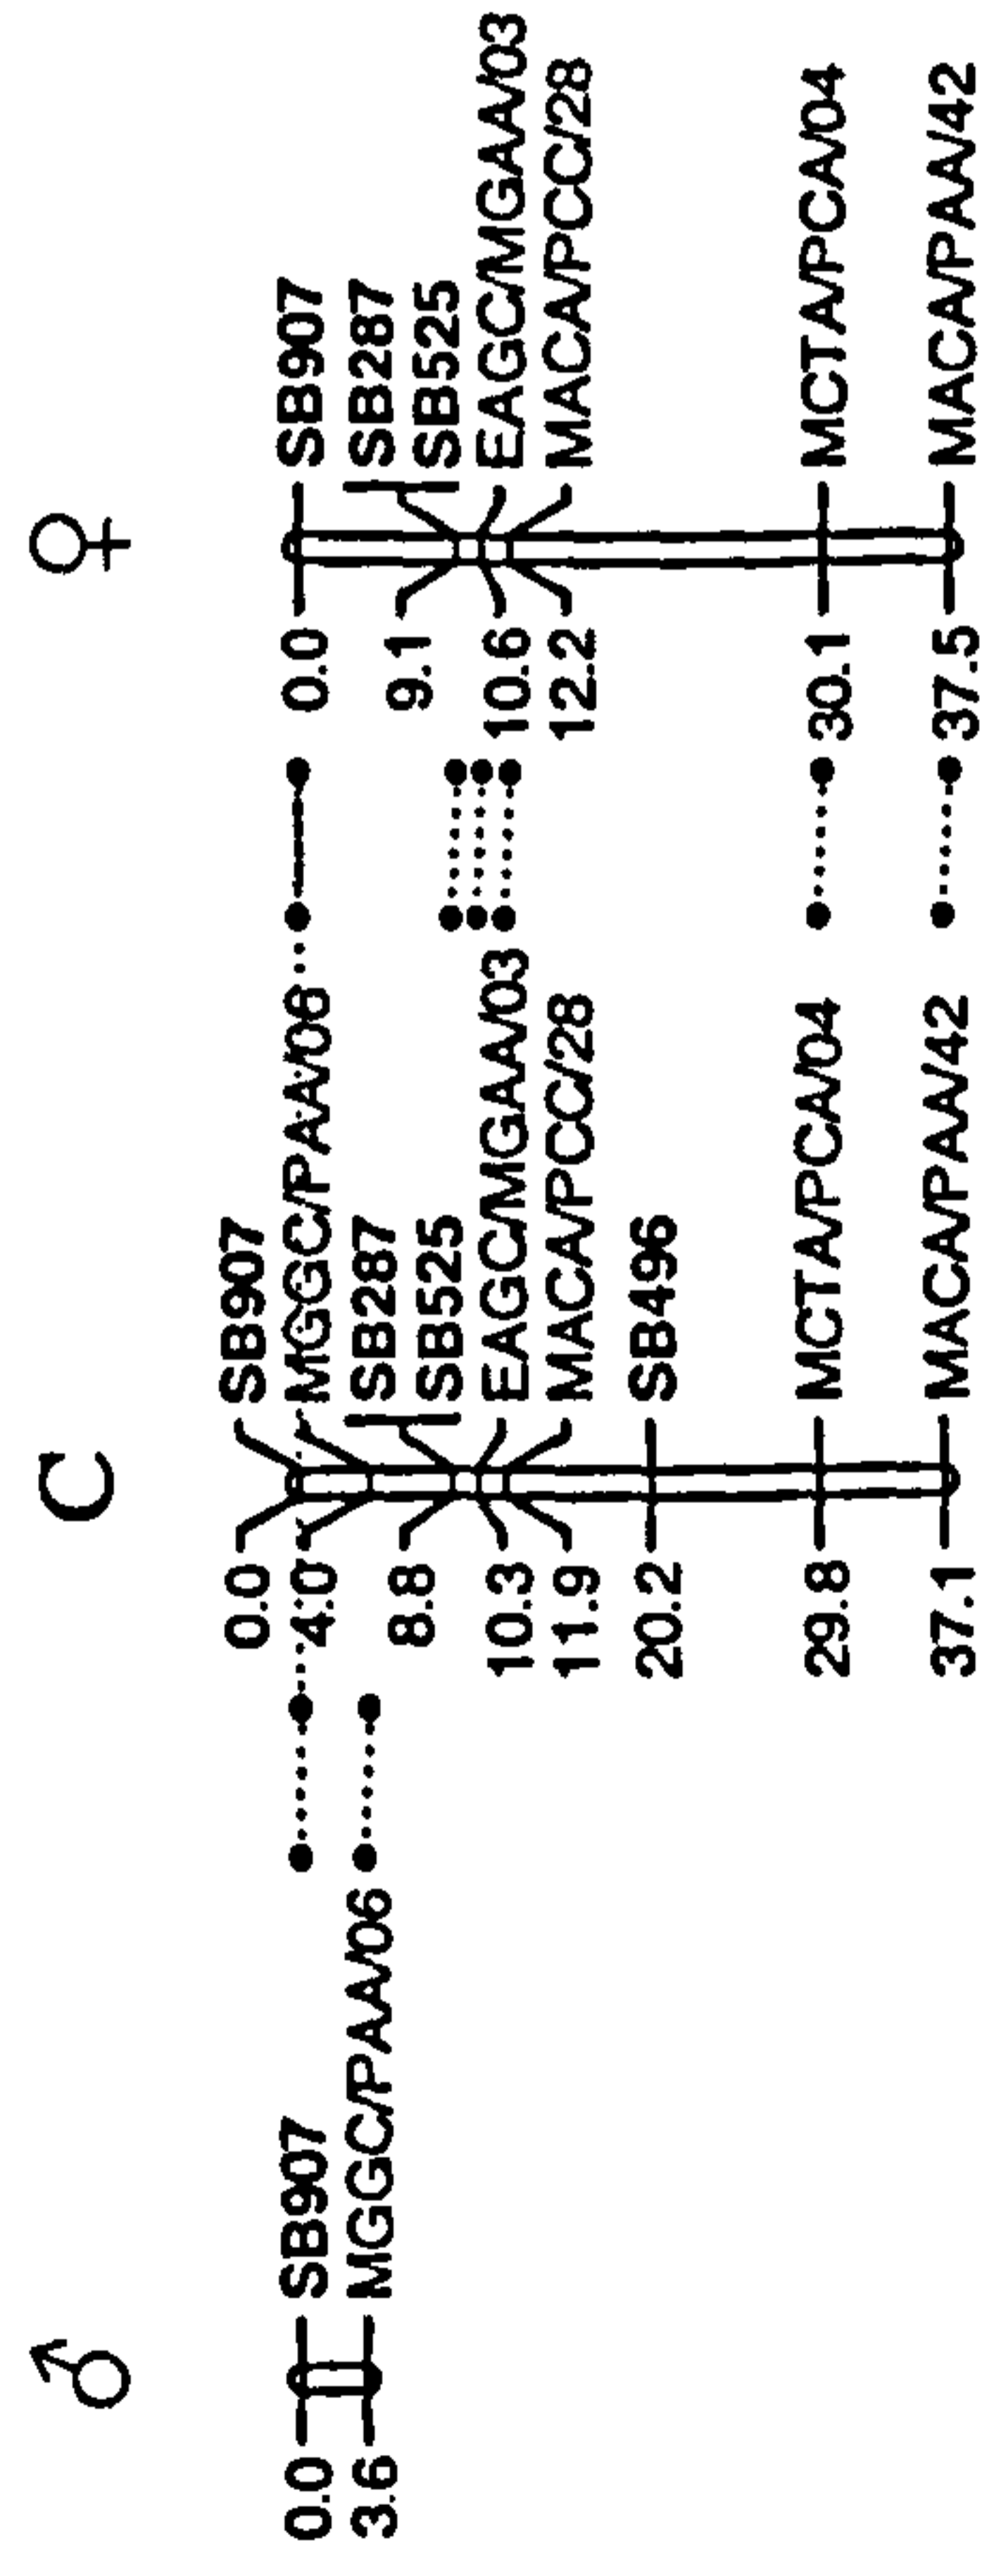 ♂
0.0 SB907
3.6 MGGC/PAA/06
C
0.0 SB907
4.0 MGGC/PAA/06
8.8 SB287
SB525
10.3 EAGC/MGAA/03
11.9 MACA/PCC/28
20.2 SB496
29.8 MCTA/PCA/04
37.1 MACA/PAA/42
♀
0.0 SB907
9.1 SB287
SB525
10.6 EAGC/MGAA/03
12.2 MACA/PCC/28
30.1 MCTA/PCA/04
37.5 MACA/PAA/42